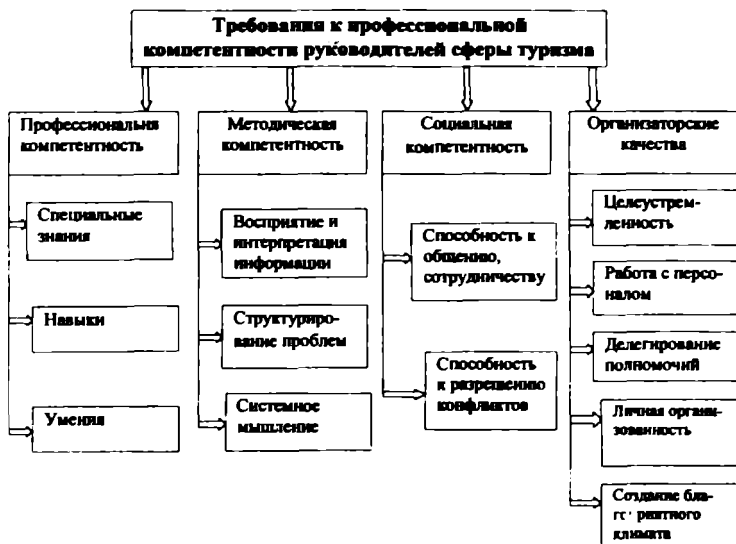 Требования к профессиональной
компетентности руководителей сферы туризма
Профессиональня
компетентность
Специальные
знания
Навыки
Умения
Методическая
компетентность
Восприятие и
интерпретация
информации
Структуриро-
вание проблем
Системное
мышление
Социальная
компетентность
Способность к
общению,
сотрудничеству
Способность
к разрешению
конфликтов
Организаторские
качества
Целеустрем-
ленность
Работа с персо-
налом
Делегирование
полномочий
Личная органи-
зованность
Создание бла-
климата